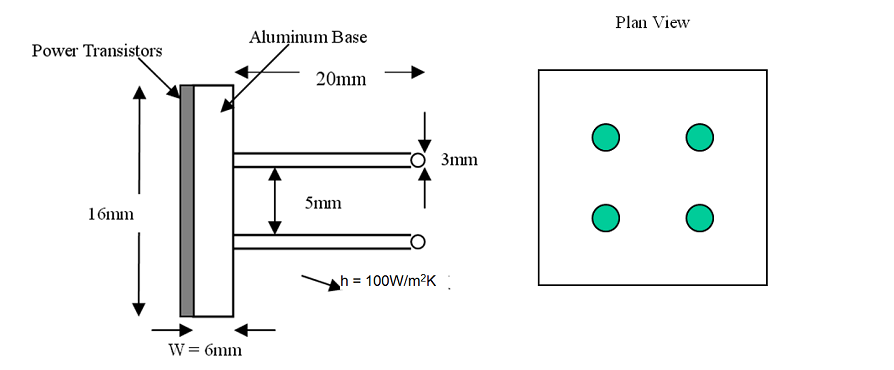 Plan View
Aluminum Base
Power Transistors
20mm
3mm
5mm
16mm
h = 100W/m²K :
W = 6mm